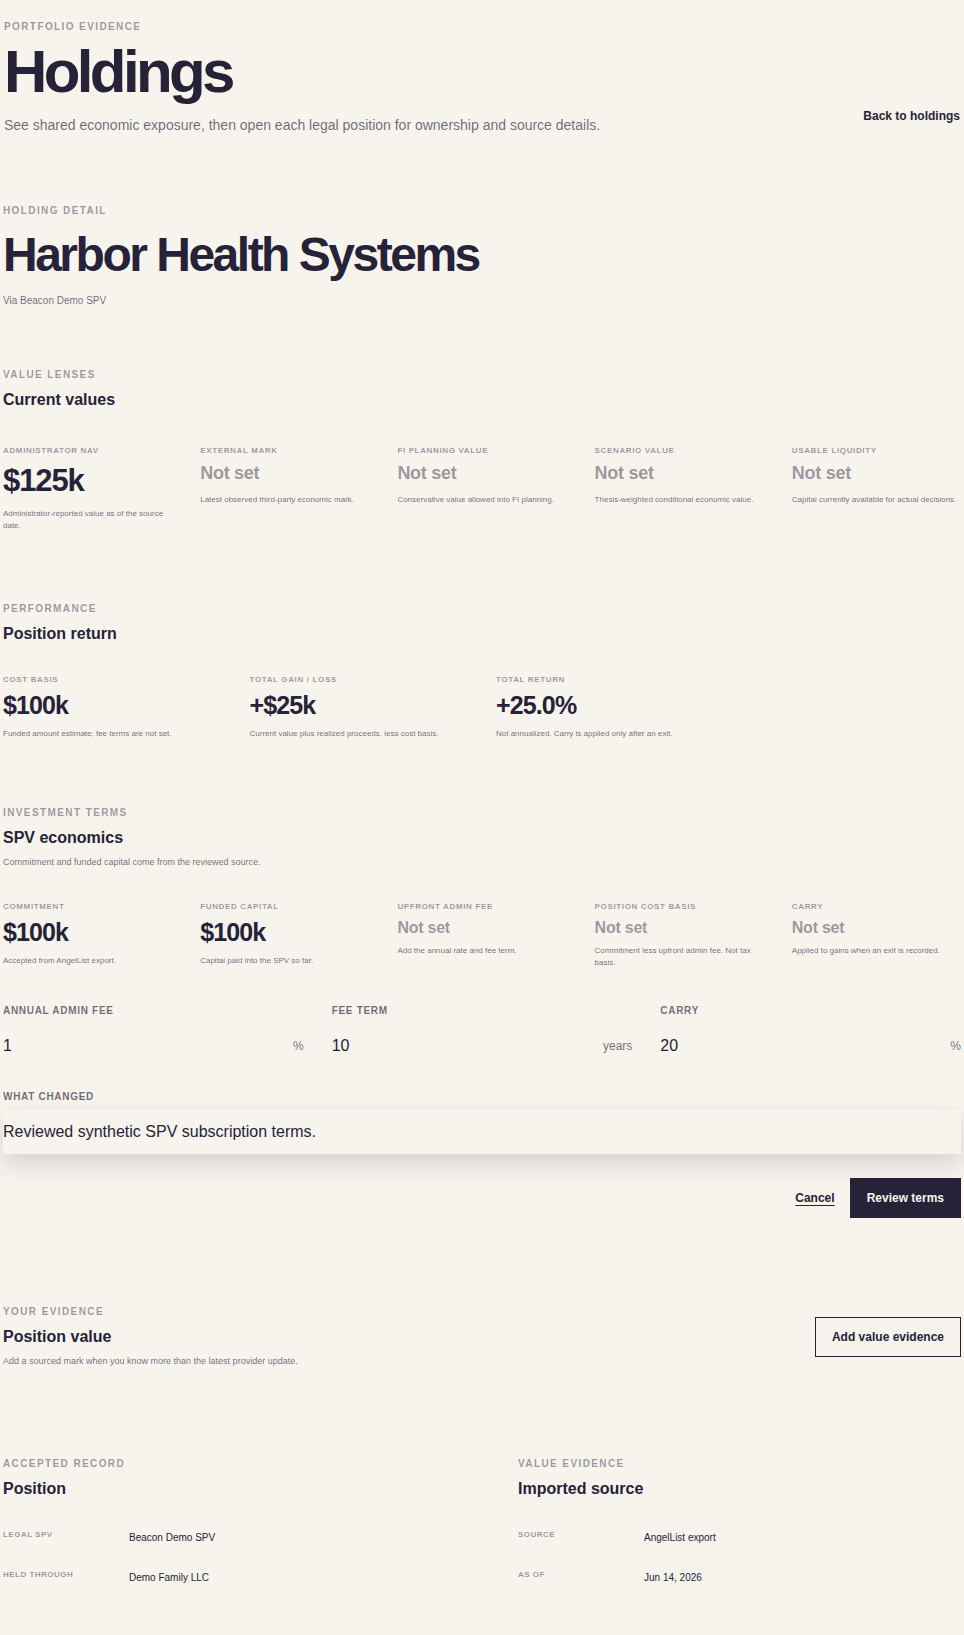 PORTFOLIO EVIDENCE
Holdings
See shared economic exposure, then open each legal position for ownership and source details.
Back to holdings
HOLDING DETAIL
Harbor Health Systems
Via Beacon Demo SPV
VALUE LENSES
Current values
ADMINISTRATOR NAV
$125k
Administrator-reported value as of the source
date.
EXTERNAL MARK
Not set
Latest observed third-party economic mark.
FI PLANNING VALUE
Not set
Conservative value allowed into FI planning.
SCENARIO VALUE
Not set
Thesis-weighted conditional economic value.
USABLE LIQUIDITY
Not set
Capital currently available for actual decisions.
PERFORMANCE
Position return
COST BASIS
$100k
Funded amount estimate; fee terms are not set.
TOTAL GAIN / LOSS
+$25k
Current value plus realized proceeds, less cost basis.
TOTAL RETURN
+25.0%
Not annualized. Carry is applied only after an exit.
INVESTMENT TERMS
SPV economics
Commitment and funded capital come from the reviewed source.
COMMITMENT
$100k
Accepted from AngelList export.
FUNDED CAPITAL
$100k
Capital paid into the SPV so far.
UPFRONT ADMIN FEE
Not set
Add the annual rate and fee term.
POSITION COST BASIS
Not set
Commitment less upfront admin fee. Not tax
basis.
CARRY
Not set
Applied to gains when an exit is recorded.
ANNUAL ADMIN FEE
1 %
FEE TERM
10 years
CARRY
20 %
WHAT CHANGED
Reviewed synthetic SPV subscription terms.
Cancel
Review terms
YOUR EVIDENCE
Position value
Add a sourced mark when you know more than the latest provider update.
Add value evidence
ACCEPTED RECORD
Position
LEGAL SPV Beacon Demo SPV
HELD THROUGH Demo Family LLC
VALUE EVIDENCE
Imported source
SOURCE AngelList export
AS OF Jun 14, 2026